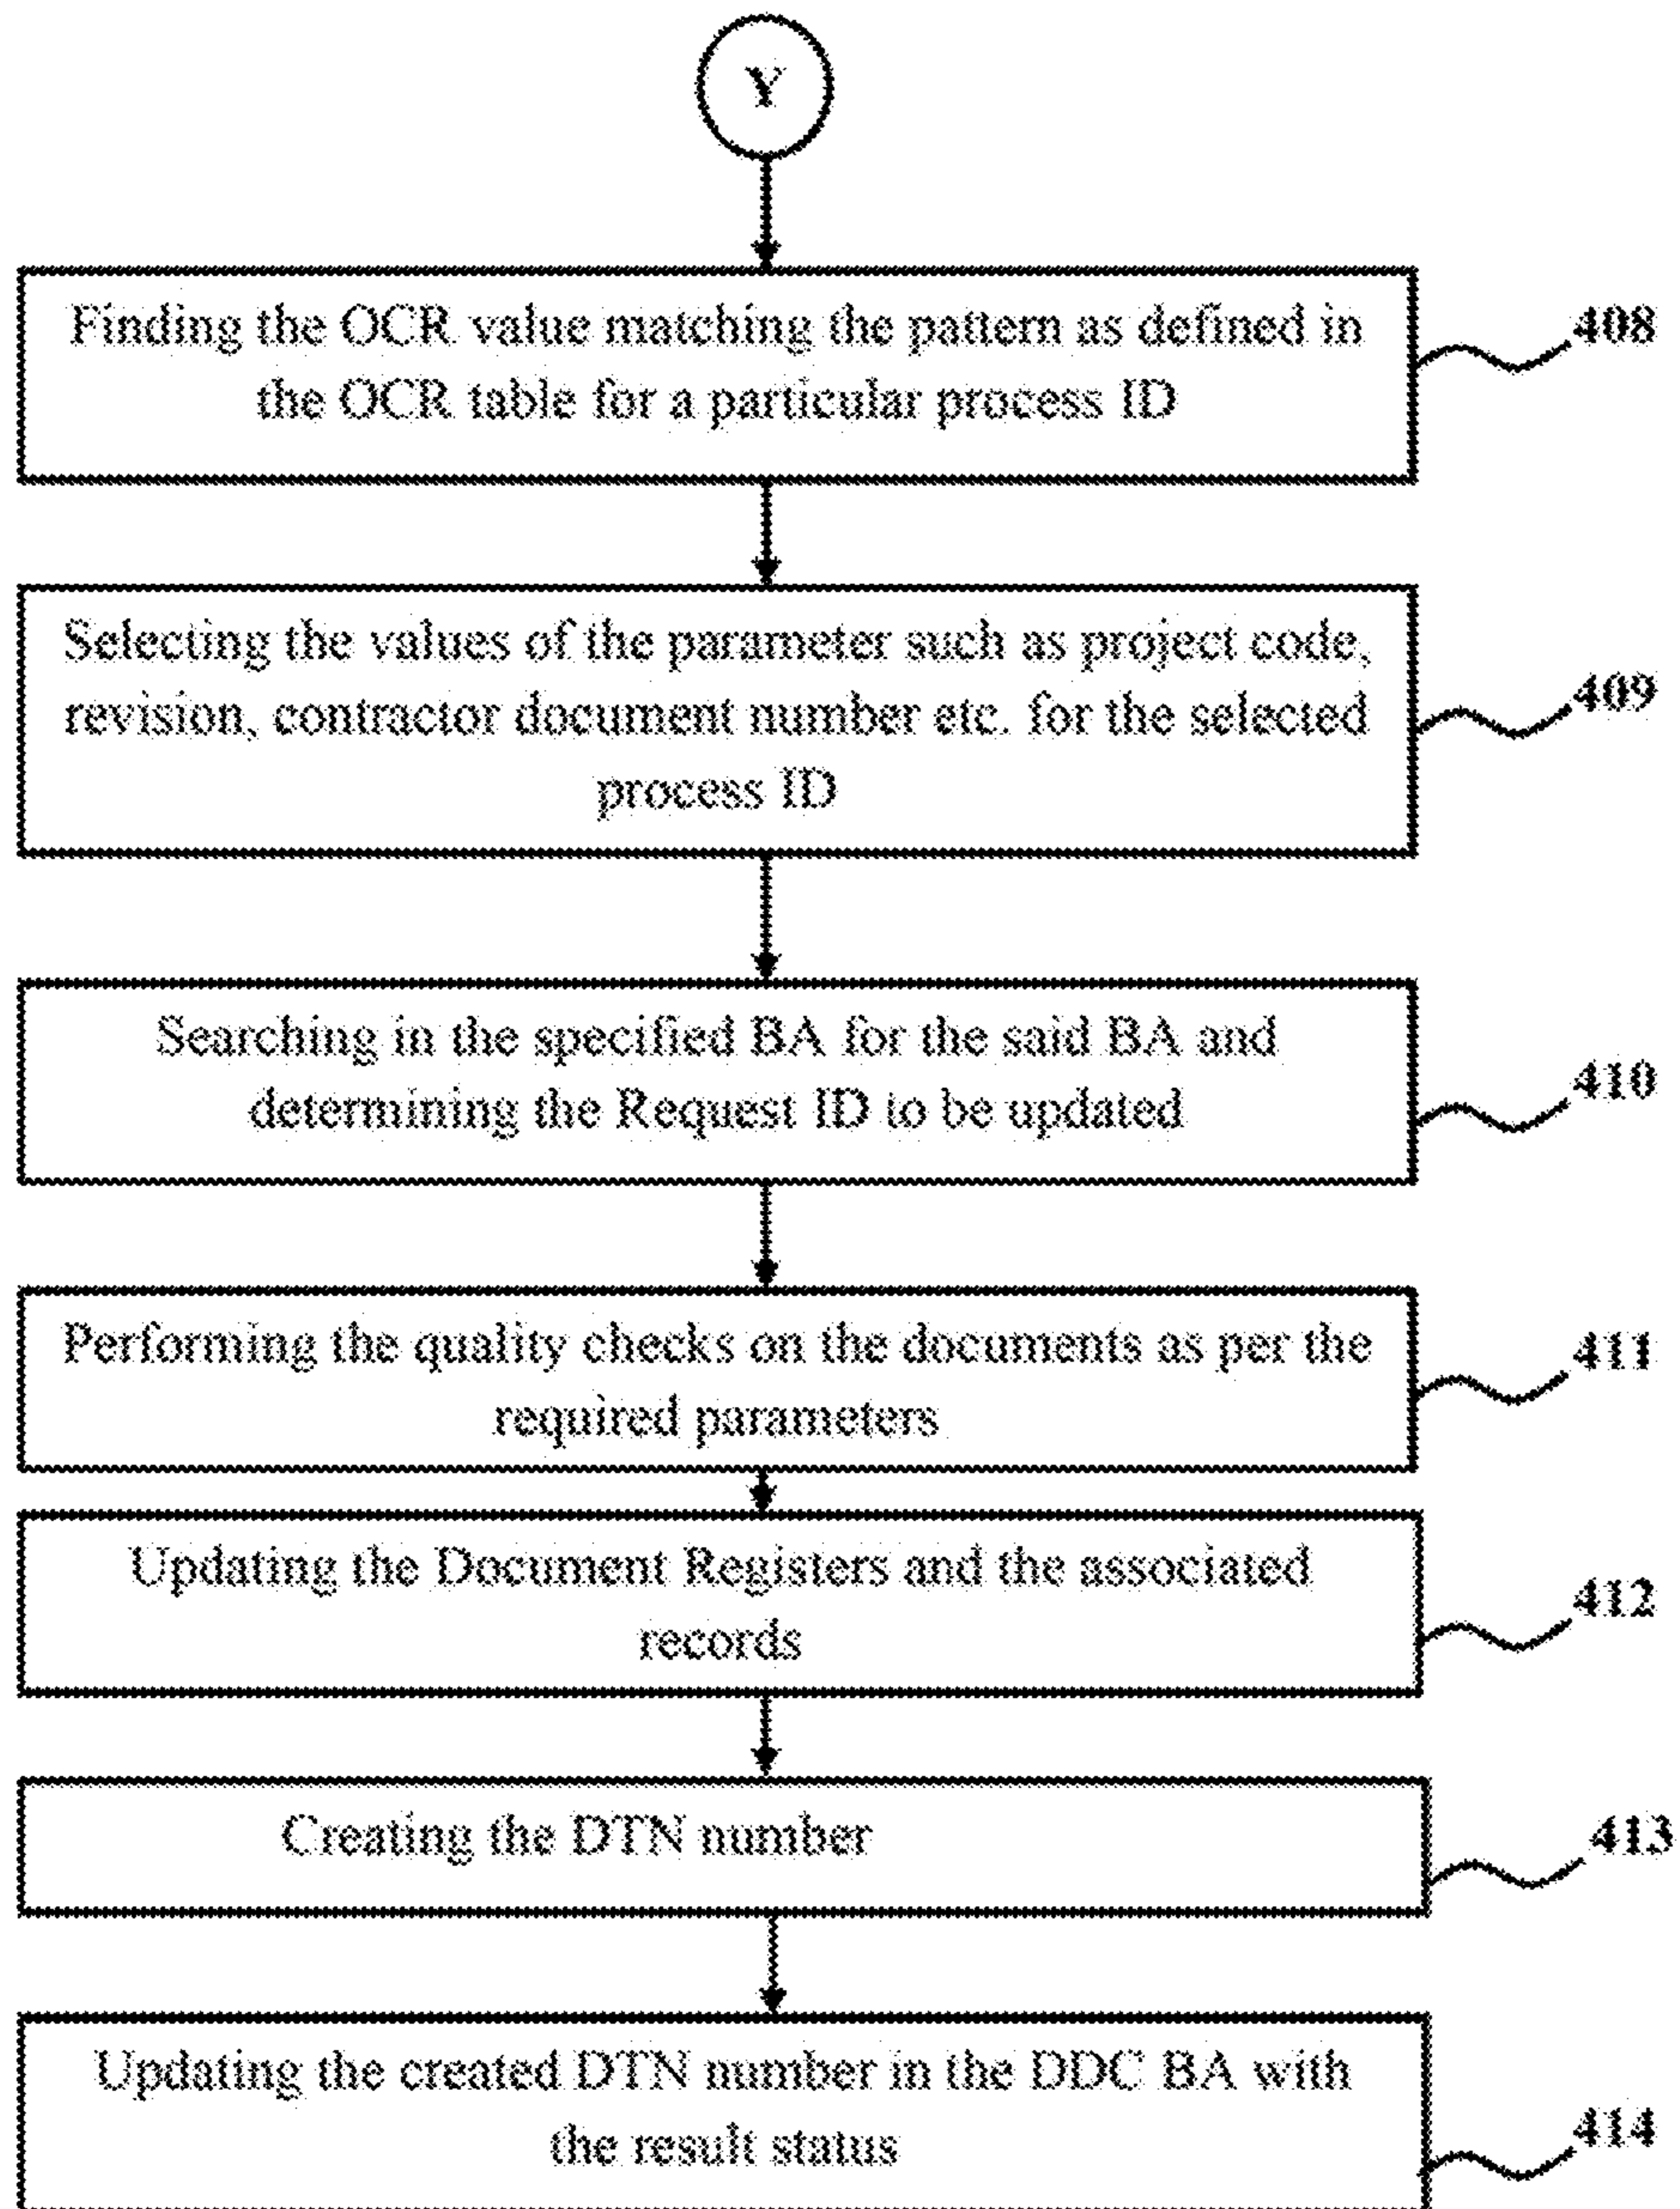 Y
Finding the OCR value matching the pattern as defined in
the OCR table for a particular process ID
408
Selecting the values of the parameter such as project code,
revision, contractor document number etc. for the selected
process ID
409
Searching in the specified BA for the said BA and
determining the Request ID to be updated
410
Performing the quality checks on the documents as per the
required parameters
411
Updating the Document Registers and the associated
records
412
Creating the DTN number
413
Updating the created DTN number in the DDC BA with
the result status
414